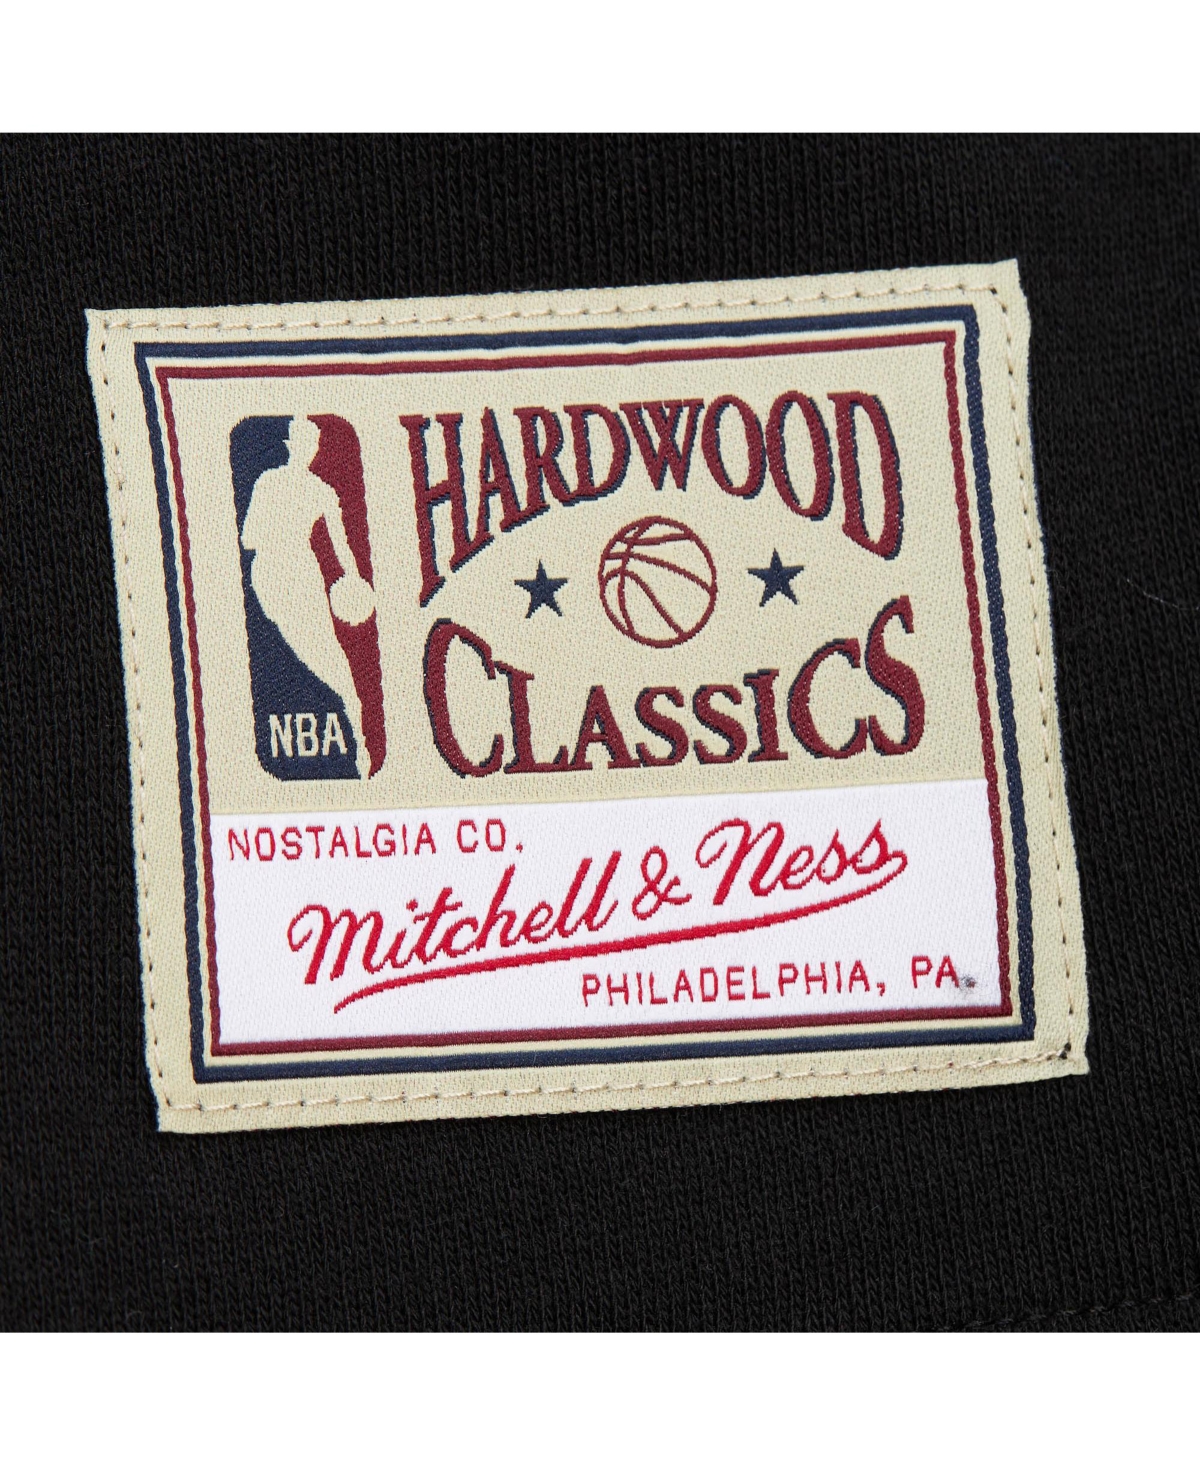 HARDWOOD
CLASSICS
NBA
NOSTALGIA CO.
Mitchell & Ness
PHILADELPHIA, PA.